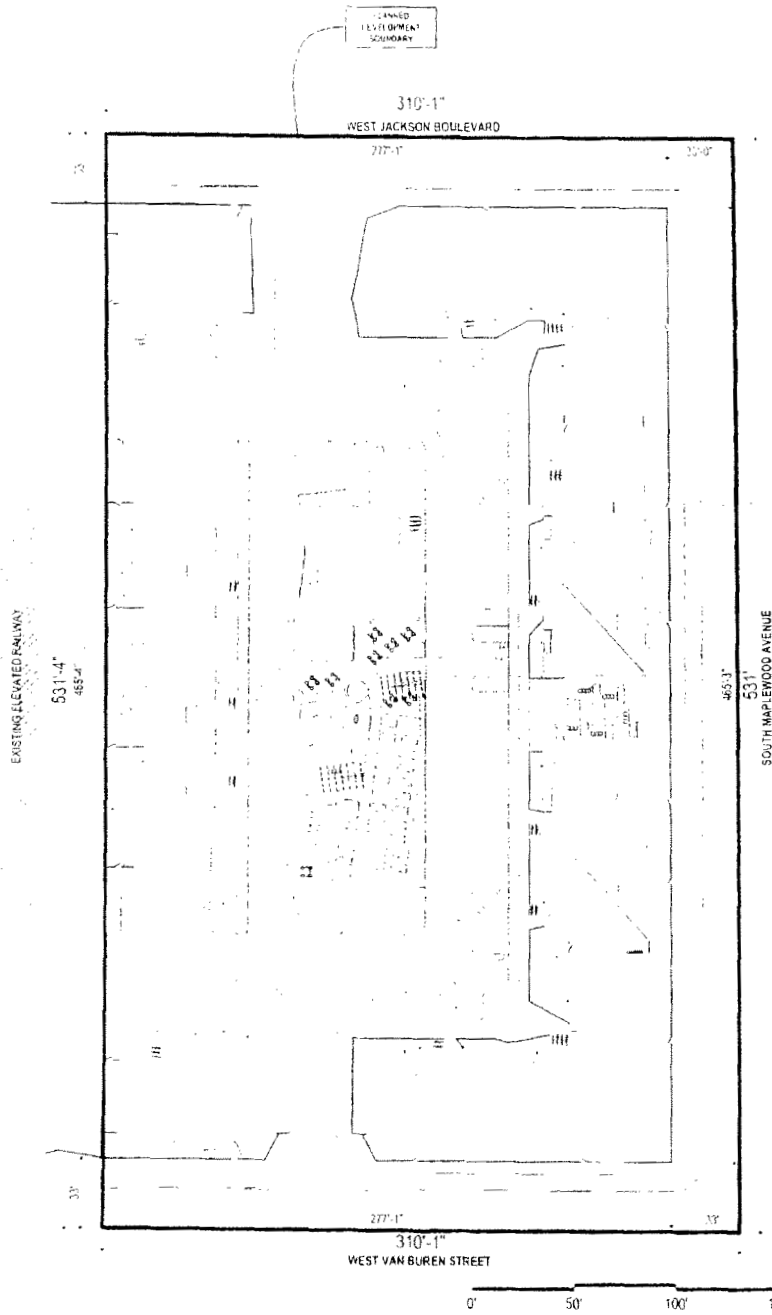 PLANNED
DEVELOPMENT
BOUNDARY
310'-1"
WEST JACKSON BOULEVARD
277'-1"
33'
EXISTING ELEVATED RAILWAY
531'-4"
465'-4"
465'-3"
531'
SOUTH MAPLEWOOD AVENUE
33'
277'-1"
33'
310'-1"
WEST VAN BUREN STREET
0'
50'
100'